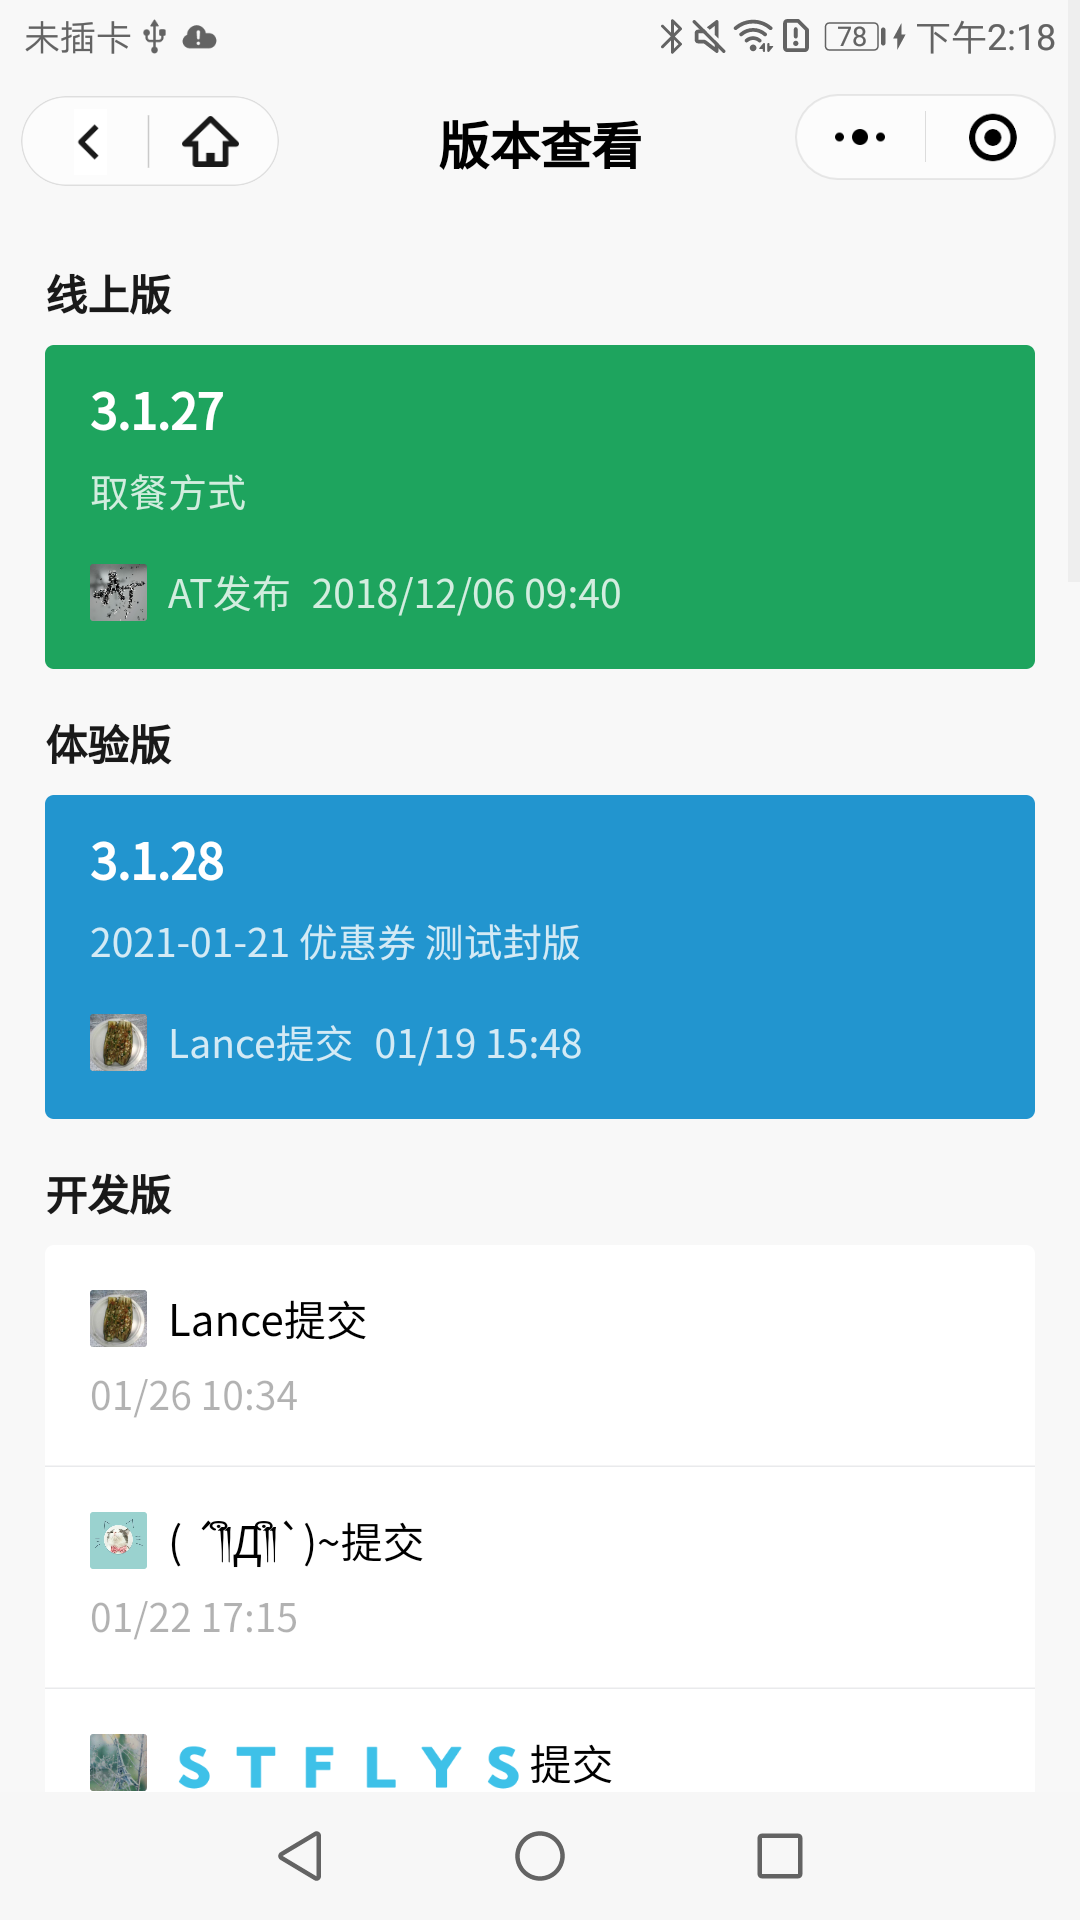 未插卡 78 下午2:18
版本查看
线上版
3.1.27
取餐方式
AT发布 2018/12/06 09:40
体验版
3.1.28
2021-01-21 优惠券 测试封版
Lance提交 01/19 15:48
开发版
Lance提交
01/26 10:34
( ´༎ຶД༎ຶ`)~提交
01/22 17:15
S T F L Y S 提交